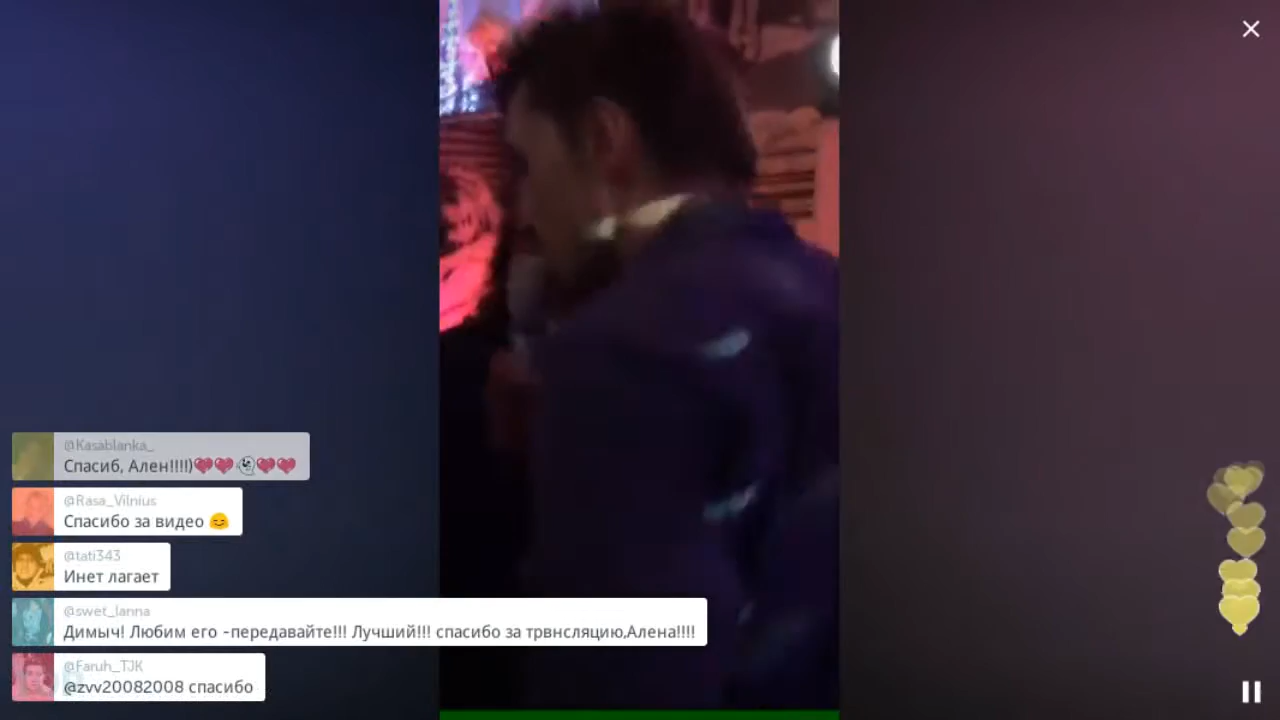 @Kasablanka_
Спасиб, Ален!!!!)💖💖👻💖💖
@Rasa_Vilnius
Спасибо за видео 😊
@tati343
Инет лагает
@swet_lanna
Димыч! Любим его -передавайте!!! Лучший!!! спасибо за трвнсляцию,Алена!!!!
@Faruh_TJK
@zvv20082008 спасибо